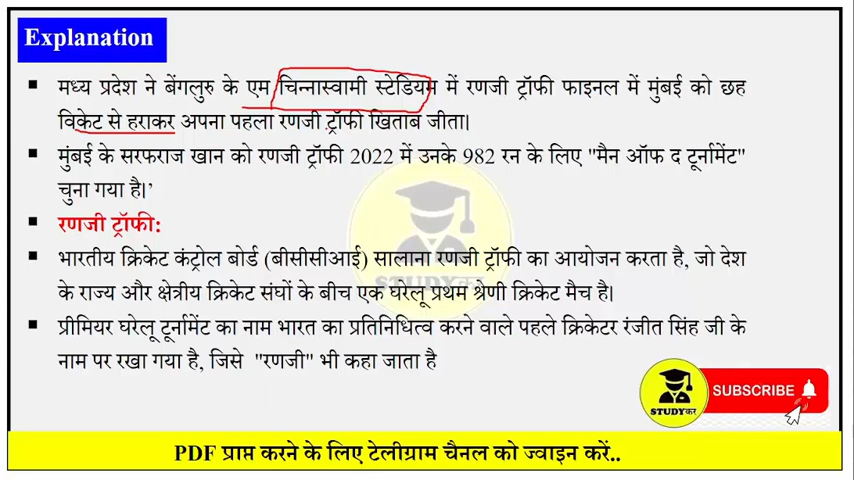 Explanation
मध्य प्रदेश ने बेंगलुरु के एम चिन्नास्वामी स्टेडियम में रणजी ट्रॉफी फाइनल में मुंबई को छह
विकेट से हराकर अपना पहला रणजी ट्रॉफी खिताब जीता।
मुंबई के सरफराज खान को रणजी ट्रॉफी 2022 में उनके 982 रन के लिए "मैन ऑफ द टूर्नामेंट"
चुना गया है।’
रणजी ट्रॉफी:
भारतीय क्रिकेट कंट्रोल बोर्ड (बीसीसीआई) सालाना रणजी ट्रॉफी का आयोजन करता है, जो देश
के राज्य और क्षेत्रीय क्रिकेट संघों के बीच एक घरेलू प्रथम श्रेणी क्रिकेट मैच है।
प्रीमियर घरेलू टूर्नामेंट का नाम भारत का प्रतिनिधित्व करने वाले पहले क्रिकेटर रंजीत सिंह जी के
नाम पर रखा गया है, जिसे "रणजी" भी कहा जाता है
STUDYकर
STUDYकर
SUBSCRIBE
PDF प्राप्त करने के लिए टेलीग्राम चैनल को ज्वाइन करें..